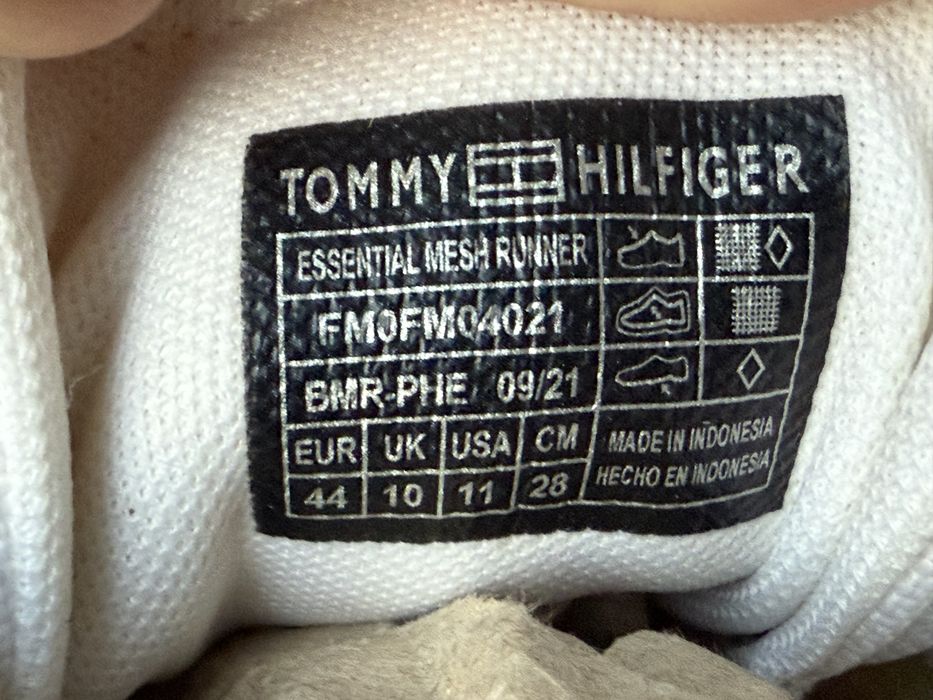 TOMMY HILFIGER
ESSENTIAL MESH RUNNER
FM0FM04021
BMR-PHE 09/21
EUR UK USA CM
44 10 11 28
MADE IN INDONESIA
HECHO EN INDONESIA